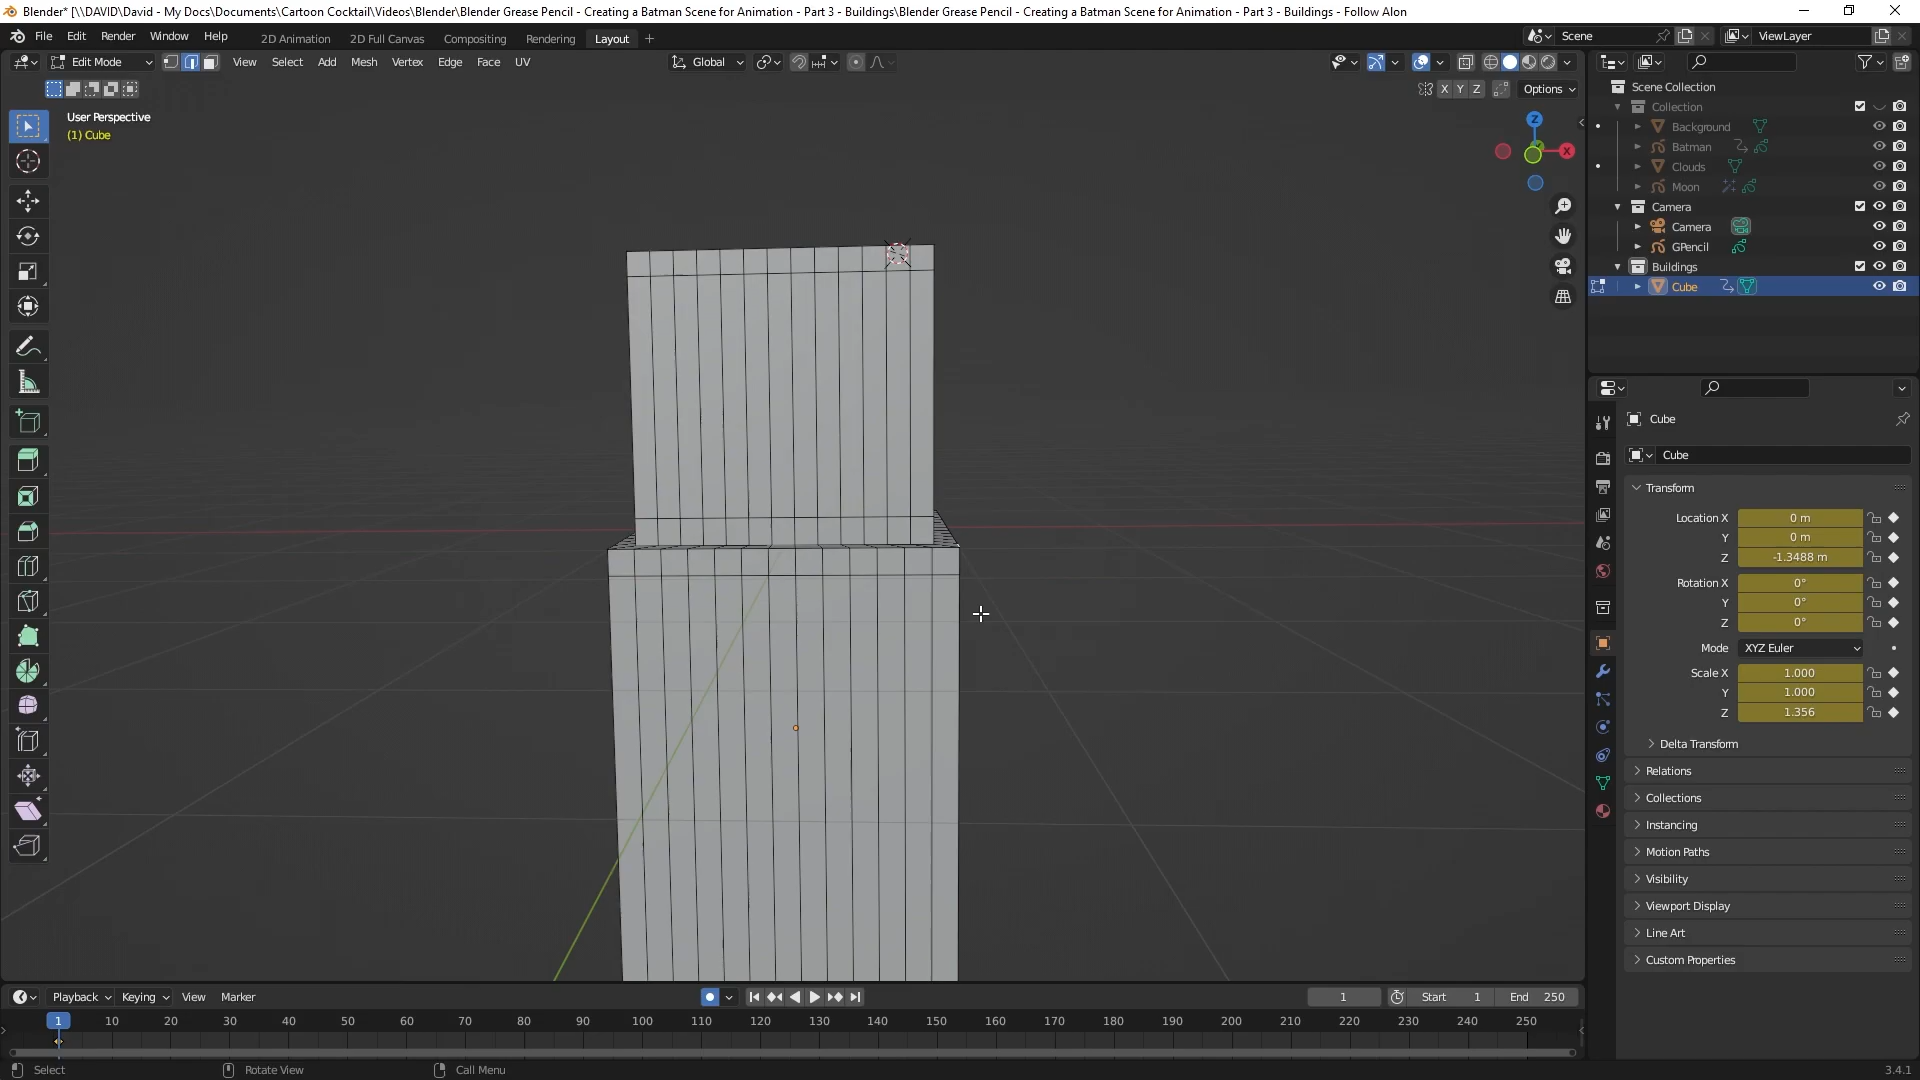 Blender* [\\DAVID\David - My Docs\Documents\Cartoon Cocktail\Videos\Blender\Blender Grease Pencil - Creating a Batman Scene for Animation - Part 3 - Buildings\Blender Grease Pencil - Creating a Batman Scene for Animation - Part 3 - Buildings - Follow Alon
File Edit Render Window Help 2D Animation 2D Full Canvas Compositing Rendering Layout + Scene ViewLayer
Edit Mode View Select Add Mesh Vertex Edge Face UV Global
X Y Z Options
User Perspective
(1) Cube
Z
X
Scene Collection
Collection
Background
Batman
Clouds
Moon
Camera
Camera
GPencil
Buildings
Cube
Cube
Cube
Transform
Location X 0 m
Y 0 m
Z -1.3488 m
Rotation X 0°
Y 0°
Z 0°
Mode XYZ Euler
Scale X 1.000
Y 1.000
Z 1.356
Delta Transform
Relations
Collections
Instancing
Motion Paths
Visibility
Viewport Display
Line Art
Custom Properties
Playback Keying View Marker 1 Start 1 End 250
1 10 20 30 40 50 60 70 80 90 100 110 120 130 140 150 160 170 180 190 200 210 220 230 240 250
Select Rotate View Call Menu 3.4.1